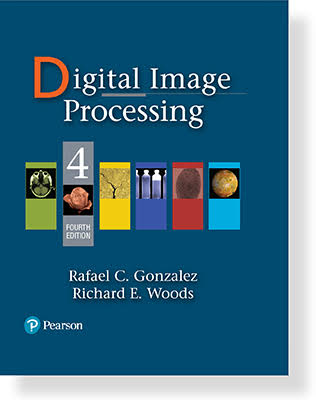 Digital Image
Processing
4
FOURTH
EDITION
Rafael C. Gonzalez
Richard E. Woods
P Pearson